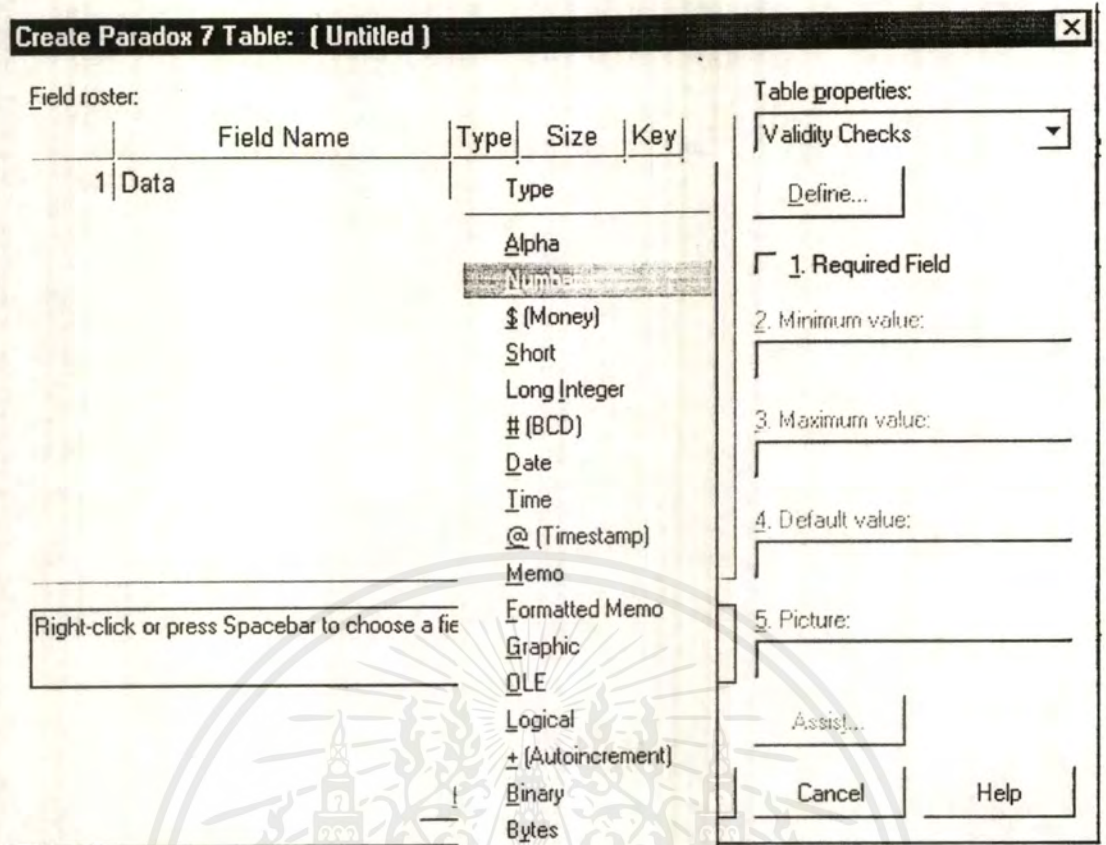 Create Paradox 7 Table: ( Untitled )
Field roster:
Field Name Type Size Key
1 Data
Type
Alpha
Number
$ (Money)
Short
Long Integer
# (BCD)
Date
Time
@ (Timestamp)
Memo
Formatted Memo
Graphic
OLE
Logical
+ (Autoincrement)
Binary
Bytes
Right-click or press Spacebar to choose a fie
Table properties:
Validity Checks
Define...
1. Required Field
2. Minimum value:
3. Maximum value:
4. Default value:
5. Picture:
Assist...
Cancel Help